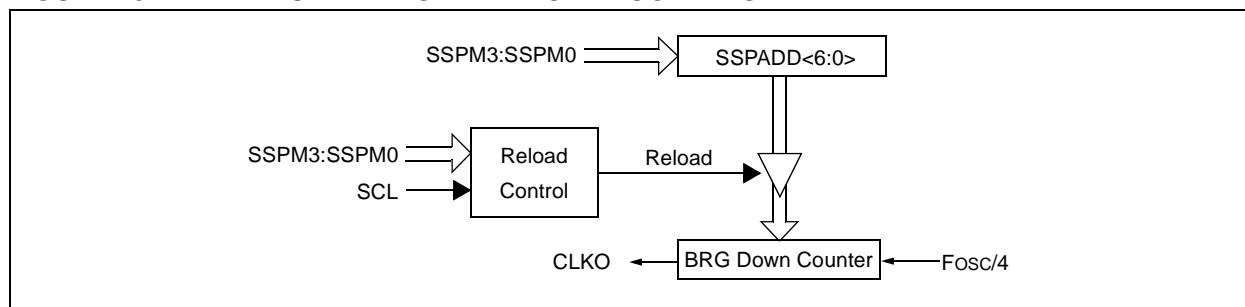 SSPM3:SSPM0
SSPADD<6:0>
SSPM3:SSPM0
SCL
Reload
Control
Reload
CLKO
BRG Down Counter
FOSC/4